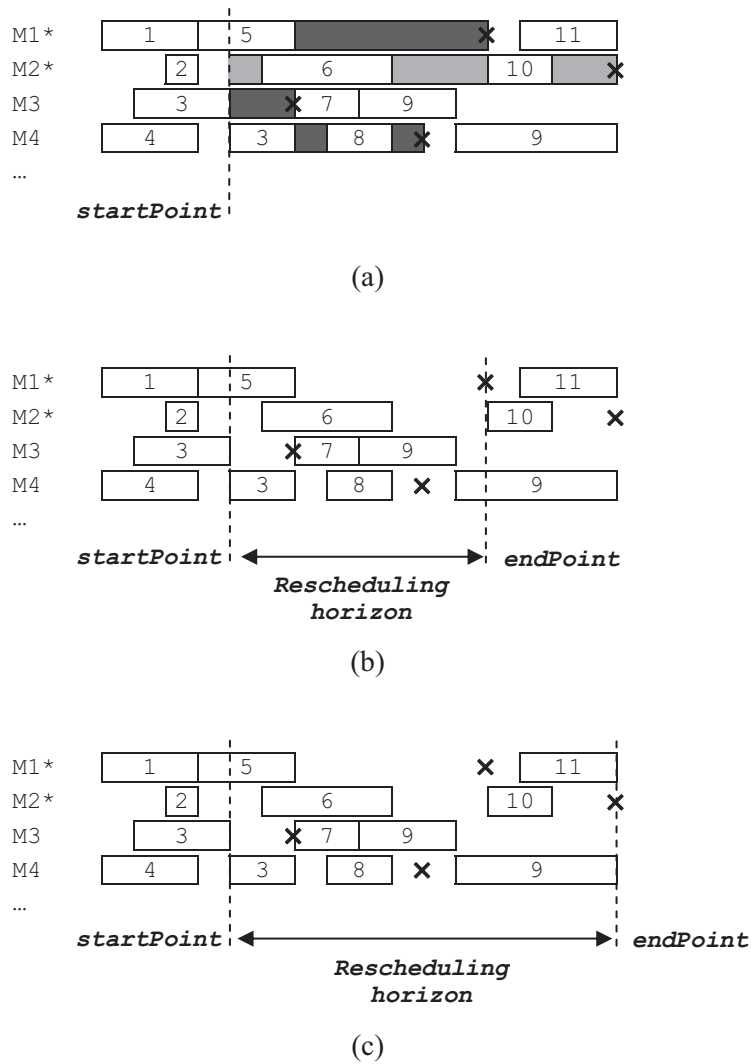 M1* 1 5 11
M2* 2 6 10
M3 3 7 9
M4 4 3 8 9
…
startPoint
(a)
M1* 1 5 11
M2* 2 6 10
M3 3 7 9
M4 4 3 8 9
…
startPoint endPoint
Rescheduling
horizon
(b)
M1* 1 5 11
M2* 2 6 10
M3 3 7 9
M4 4 3 8 9
…
startPoint endPoint
Rescheduling
horizon
(c)